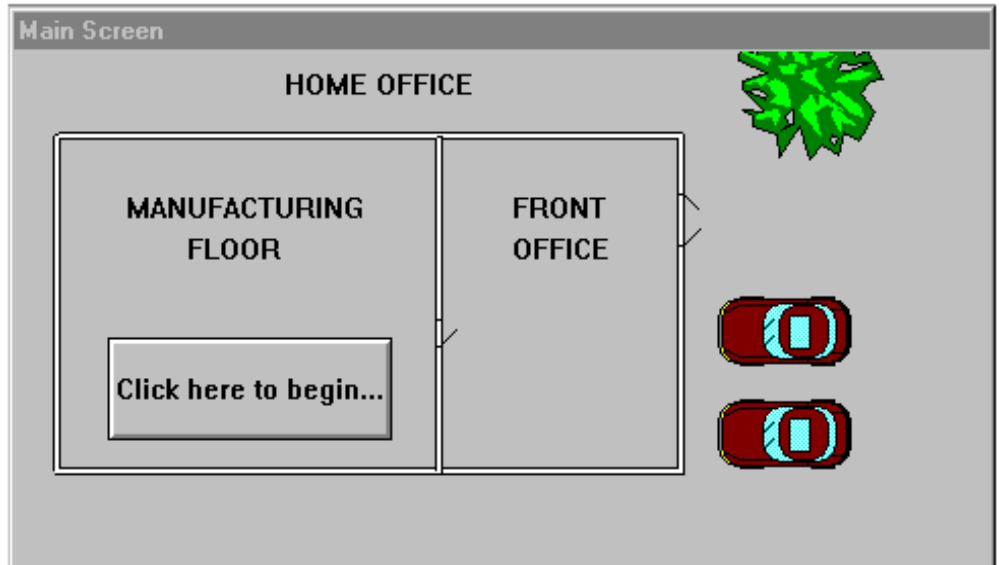 Main Screen
HOME OFFICE
MANUFACTURING
FLOOR
FRONT
OFFICE
Click here to begin...